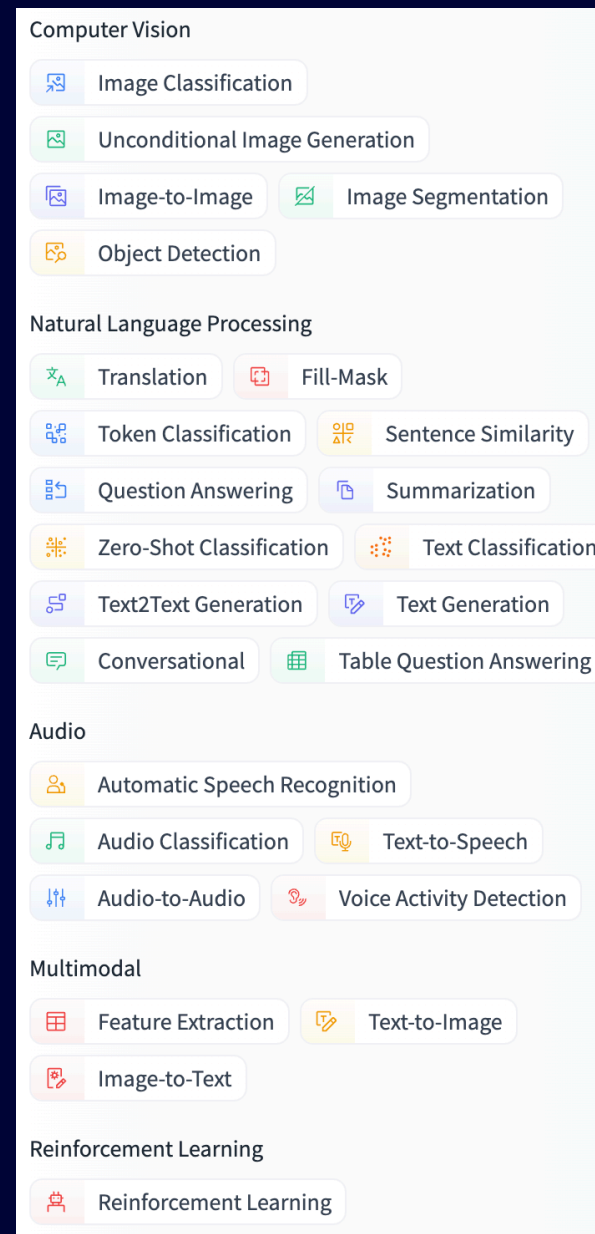 Computer Vision
Image Classification
Unconditional Image Generation
Image-to-Image Image Segmentation
Object Detection
Natural Language Processing
Translation Fill-Mask
Token Classification Sentence Similarity
Question Answering Summarization
Zero-Shot Classification Text Classification
Text2Text Generation Text Generation
Conversational Table Question Answering
Audio
Automatic Speech Recognition
Audio Classification Text-to-Speech
Audio-to-Audio Voice Activity Detection
Multimodal
Feature Extraction Text-to-Image
Image-to-Text
Reinforcement Learning
Reinforcement Learning